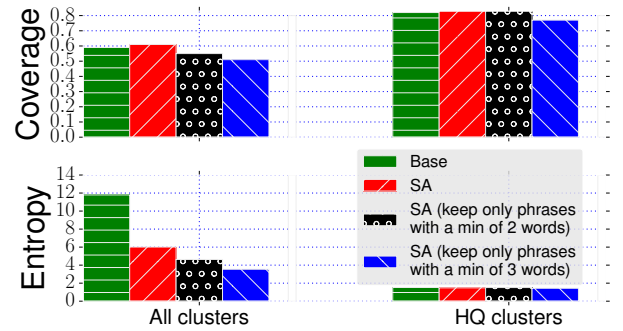 Coverage
0.8
0.7
0.6
0.5
0.4
0.3
0.2
0.1
0.0
Base
SA
SA (keep only phrases
with a min of 2 words)
SA (keep only phrases
with a min of 3 words)
Entropy
14
12
10
8
6
4
2
0
All clusters
HQ clusters